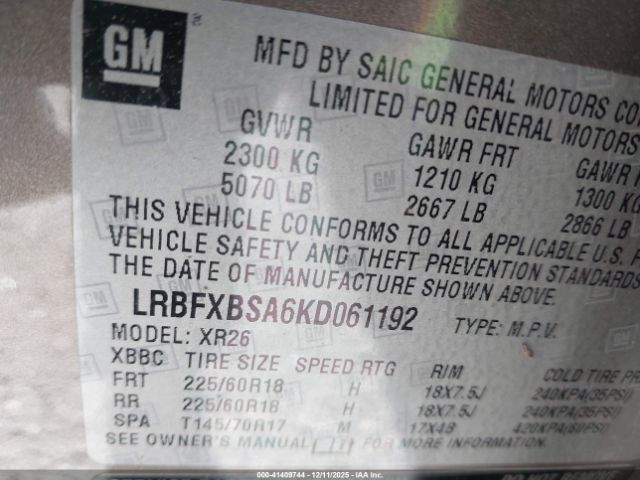 GM
MFD BY SAIC GENERAL MOTORS
LIMITED FOR GENERAL MOTORS
GVWR GAWR FRT GAWR
2300 KG 1210 KG 1300 KG
5070 LB 2667 LB 2866 LB
THIS VEHICLE CONFORMS TO ALL APPLICABLE U.S.
VEHICLE SAFETY AND THEFT PREVENTION STANDARDS
THE DATE OF MANUFACTURE SHOWN ABOVE.
LRBFXBSA6KD061192 TYPE: M.P.V.
MODEL: XR26
XBBC TIRE SIZE SPEED RTG RIM COLD TIRE
FRT 225/60R18 H 18X7.5J 240KPA(35PSI)
RR 225/60R18 H 18X7.5J 240KPA(35PSI)
SPA T145/70R17 M 17X4B 420KPA(60PSI)
SEE OWNER'S MANUAL FOR MORE INFORMATION.
000-41409744 - 12/11/2025 - IAADATA